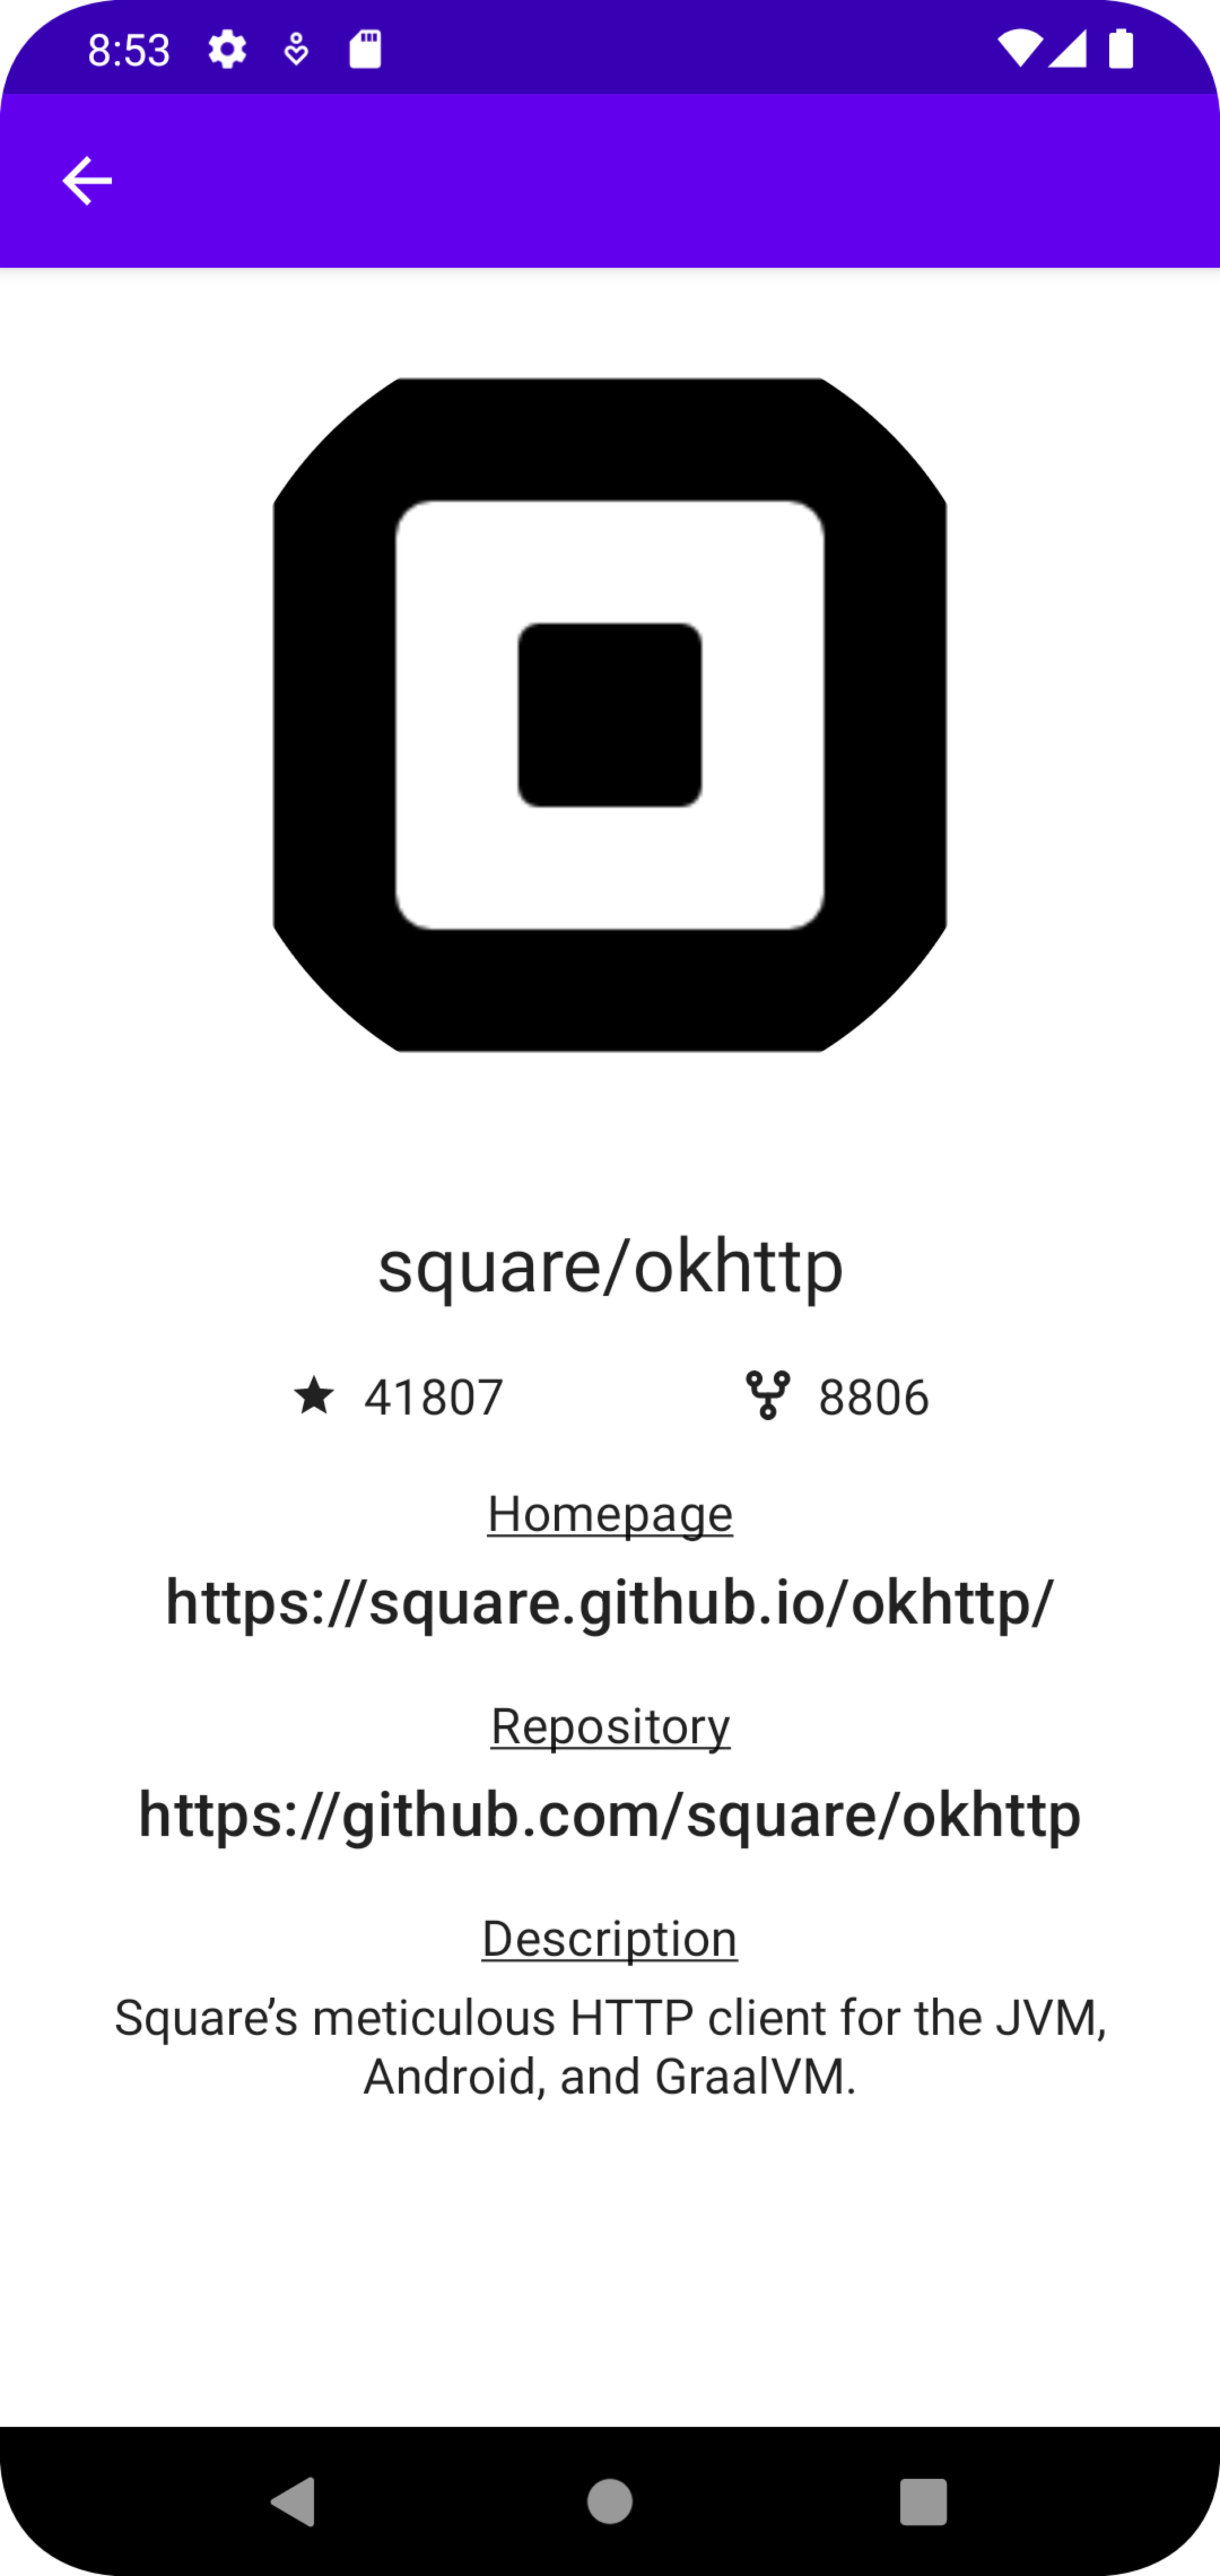 8:53
square/okhttp
41807
8806
Homepage
https://square.github.io/okhttp/
Repository
https://github.com/square/okhttp
Description
Square’s meticulous HTTP client for the JVM,
Android, and GraalVM.